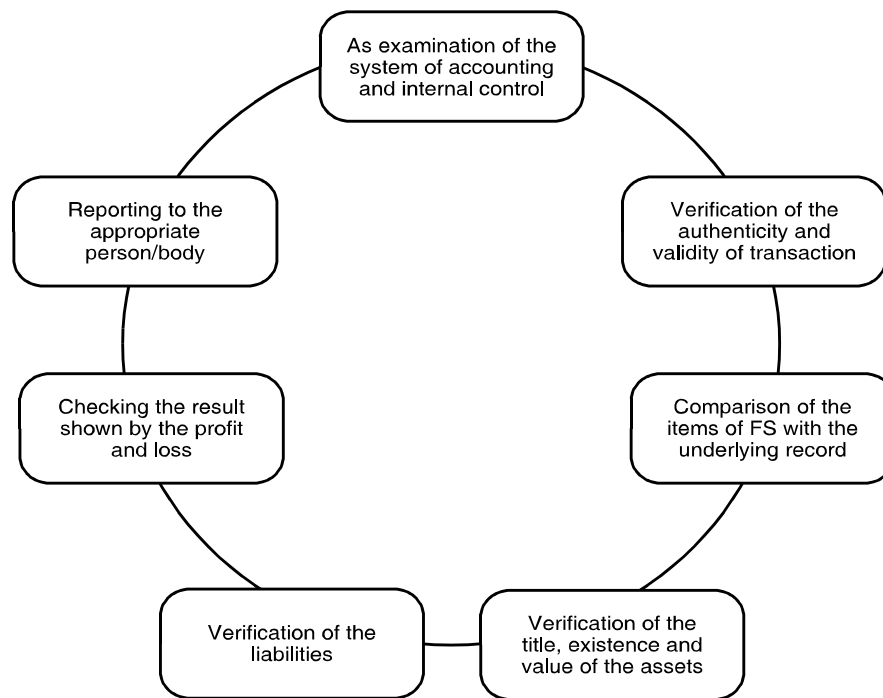 As examination of the
system of accounting
and internal control
Verification of the
authenticity and
validity of transaction
Comparison of the
items of FS with the
underlying record
Verification of the
title, existence and
value of the assets
Verification of the
liabilities
Checking the result
shown by the profit
and loss
Reporting to the
appropriate
person/body